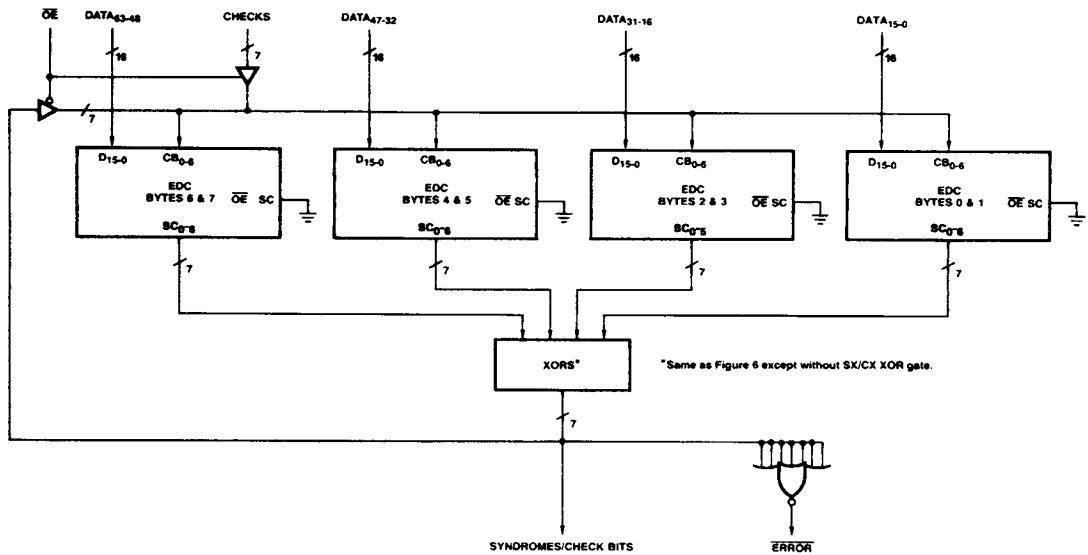 OE DATA63-48 CHECKS DATA47-32 DATA31-16 DATA15-0
16 7 16 16 16
7
D15-0 CB0-6 D15-0 CB0-6 D15-0 CB0-6 D15-0 CB0-6
EDC EDC EDC EDC
BYTES 6 & 7 OE SC BYTES 4 & 5 OE SC BYTES 2 & 3 OE SC BYTES 0 & 1 OE SC
SC0-6 SC0-6 SC0-5 SC0-6
7 7 7 7
XORS* *Same as Figure 6 except without SX/CX XOR gate.
7
SYNDROMES/CHECK BITS ERROR